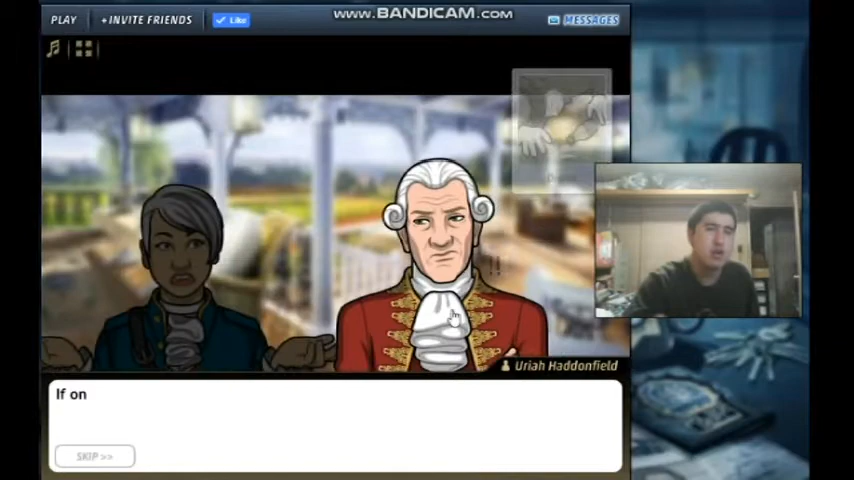 PLAY
+INVITE FRIENDS
Like
WWW.BANDICAM.COM
MESSAGES
Uriah Haddonfield
If on
SKIP >>